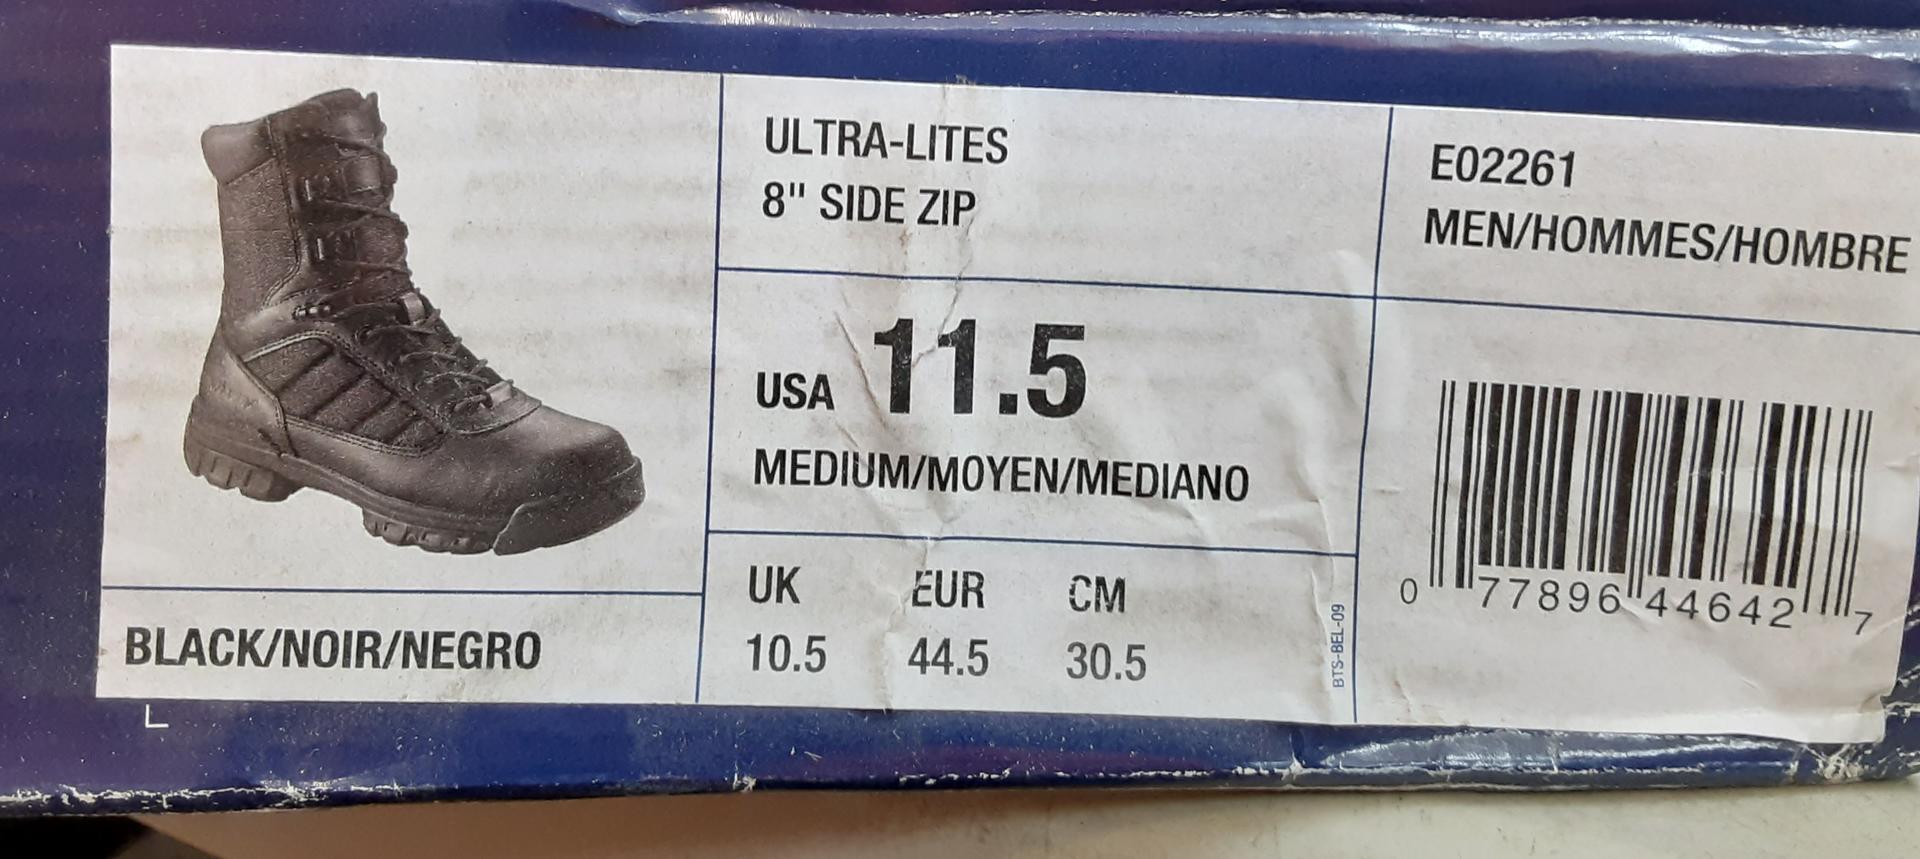 ULTRA-LITES
8" SIDE ZIP
E02261
MEN/HOMMES/HOMBRE
USA 11.5
MEDIUM/MOYEN/MEDIANO
UK EUR CM
10.5 44.5 30.5
BTS-BEL-09
0 77896 44642 7
BLACK/NOIR/NEGRO